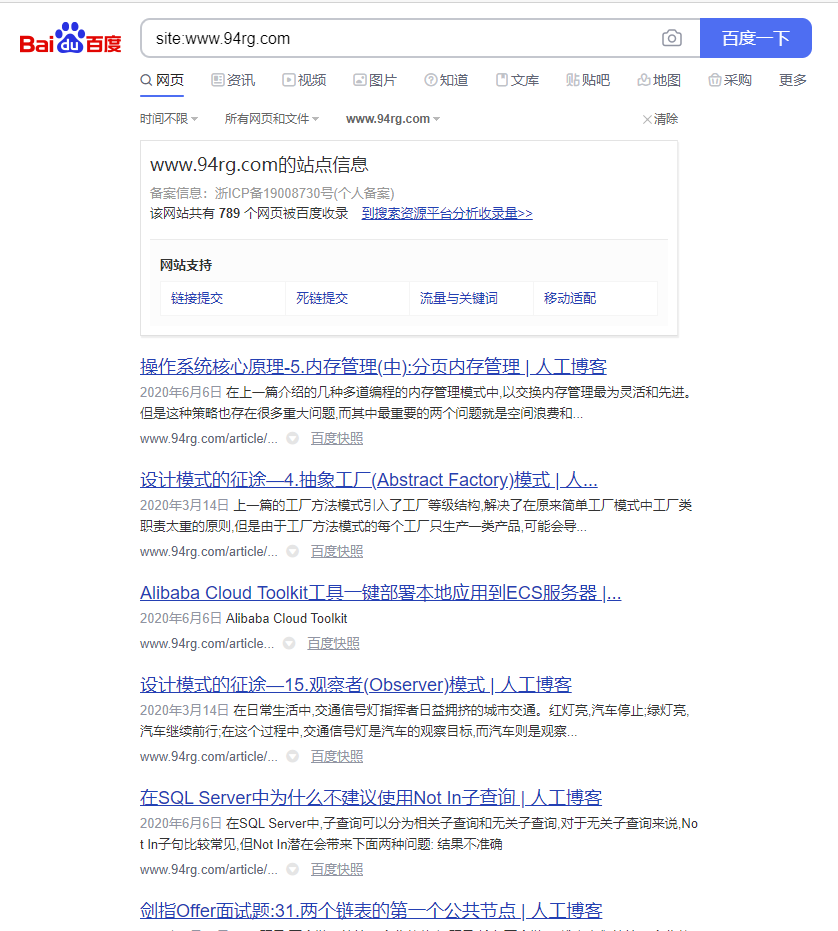 Bai du 百度 site:www.94rg.com 百度一下
网页 资讯 视频 图片 知道 文库 贴吧 地图 采购 更多
时间不限 所有网页和文件 www.94rg.com 清除
www.94rg.com的站点信息
备案信息：浙ICP备19008730号(个人备案)
该网站共有 789 个网页被百度收录 到搜索资源平台分析收录量>>
网站支持
链接提交 死链提交 流量与关键词 移动适配
操作系统核心原理-5.内存管理(中):分页内存管理 | 人工博客
2020年6月6日 在上一篇介绍的几种多道编程的内存管理模式中,以交换内存管理最为灵活和先进。
但是这种策略也存在很多重大问题,而其中最重要的两个问题就是空间浪费和...
www.94rg.com/article/... 百度快照
设计模式的征途—4.抽象工厂(Abstract Factory)模式 | 人...
2020年3月14日 上一篇的工厂方法模式引入了工厂等级结构,解决了在原来简单工厂模式中工厂类
职责太重的原则,但是由于工厂方法模式的每个工厂只生产一类产品,可能会导...
www.94rg.com/article/... 百度快照
Alibaba Cloud Toolkit工具一键部署本地应用到ECS服务器 |...
2020年6月6日 Alibaba Cloud Toolkit
www.94rg.com/article... 百度快照
设计模式的征途—15.观察者(Observer)模式 | 人工博客
2020年3月14日 在日常生活中,交通信号灯指挥者日益拥挤的城市交通。红灯亮,汽车停止;绿灯亮,
汽车继续前行;在这个过程中,交通信号灯是汽车的观察目标,而汽车则是观察...
www.94rg.com/article/... 百度快照
在SQL Server中为什么不建议使用Not In子查询 | 人工博客
2020年6月6日 在SQL Server中,子查询可以分为相关子查询和无关子查询,对于无关子查询来说,No
t In子句比较常见,但Not In潜在会带来下面两种问题: 结果不准确
www.94rg.com/article/... 百度快照
剑指Offer面试题:31.两个链表的第一个公共节点 | 人工博客